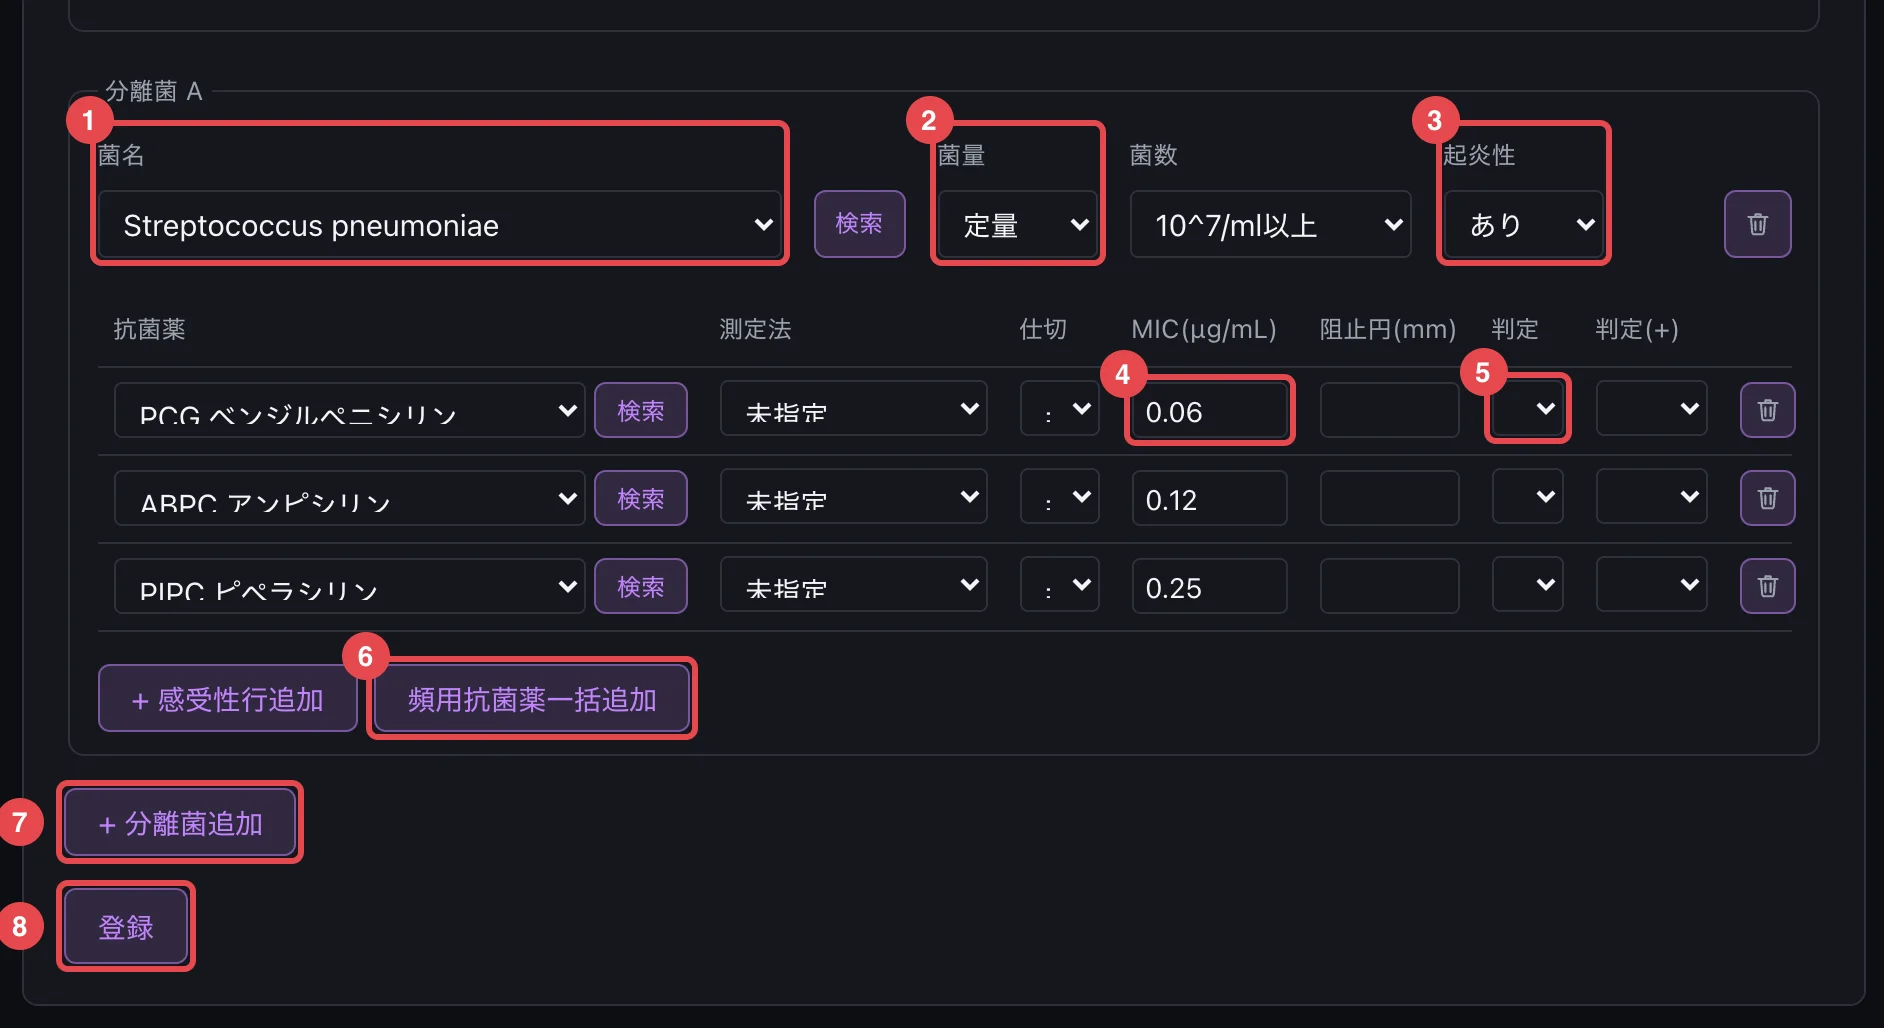 分離菌 A
1 2 3
菌名 菌量 菌数 起炎性
Streptococcus pneumoniae 検索 定量 10^7/ml以上 あり
抗菌薬 測定法 仕切 MIC(μg/mL) 阻止円(mm) 判定 判定(+)
4 5
PCG ベンジルペニシリン 検索 未指定 : 0.06
ABPC アンピシリン 検索 未指定 : 0.12
PIPC ピペラシリン 検索 未指定 : 0.25
6
+ 感受性行追加 頻用抗菌薬一括追加
7 + 分離菌追加
8 登録